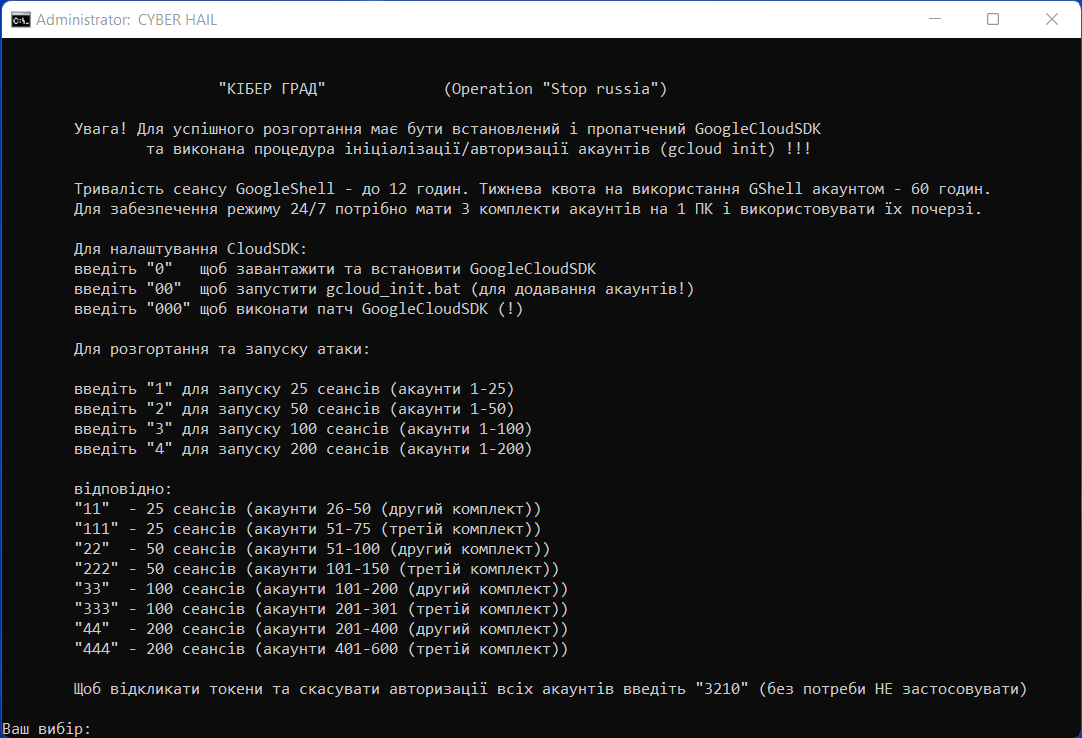 Administrator: CYBER HAIL
"КІБЕР ГРАД" (Operation "Stop russia")
Увага! Для успішного розгортання має бути встановлений і пропатчений GoogleCloudSDK
та виконана процедура ініціалізації/авторизації акаунтів (gcloud init) !!!
Тривалість сеансу GoogleShell - до 12 годин. Тижнева квота на використання GShell акаунтом - 60 годин.
Для забезпечення режиму 24/7 потрібно мати 3 комплекти акаунтів на 1 ПК і використовувати їх почерзі.
Для налаштування CloudSDK:
введіть "0" щоб завантажити та встановити GoogleCloudSDK
введіть "00" щоб запустити gcloud_init.bat (для додавання акаунтів!)
введіть "000" щоб виконати патч GoogleCloudSDK (!)
Для розгортання та запуску атаки:
введіть "1" для запуску 25 сеансів (акаунти 1-25)
введіть "2" для запуску 50 сеансів (акаунти 1-50)
введіть "3" для запуску 100 сеансів (акаунти 1-100)
введіть "4" для запуску 200 сеансів (акаунти 1-200)
відповідно:
"11" - 25 сеансів (акаунти 26-50 (другий комплект))
"111" - 25 сеансів (акаунти 51-75 (третій комплект))
"22" - 50 сеансів (акаунти 51-100 (другий комплект))
"222" - 50 сеансів (акаунти 101-150 (третій комплект))
"33" - 100 сеансів (акаунти 101-200 (другий комплект))
"333" - 100 сеансів (акаунти 201-301 (третій комплект))
"44" - 200 сеансів (акаунти 201-400 (другий комплект))
"444" - 200 сеансів (акаунти 401-600 (третій комплект))
Щоб відкликати токени та скасувати авторизації всіх акаунтів введіть "3210" (без потреби НЕ застосовувати)
Ваш вибір: